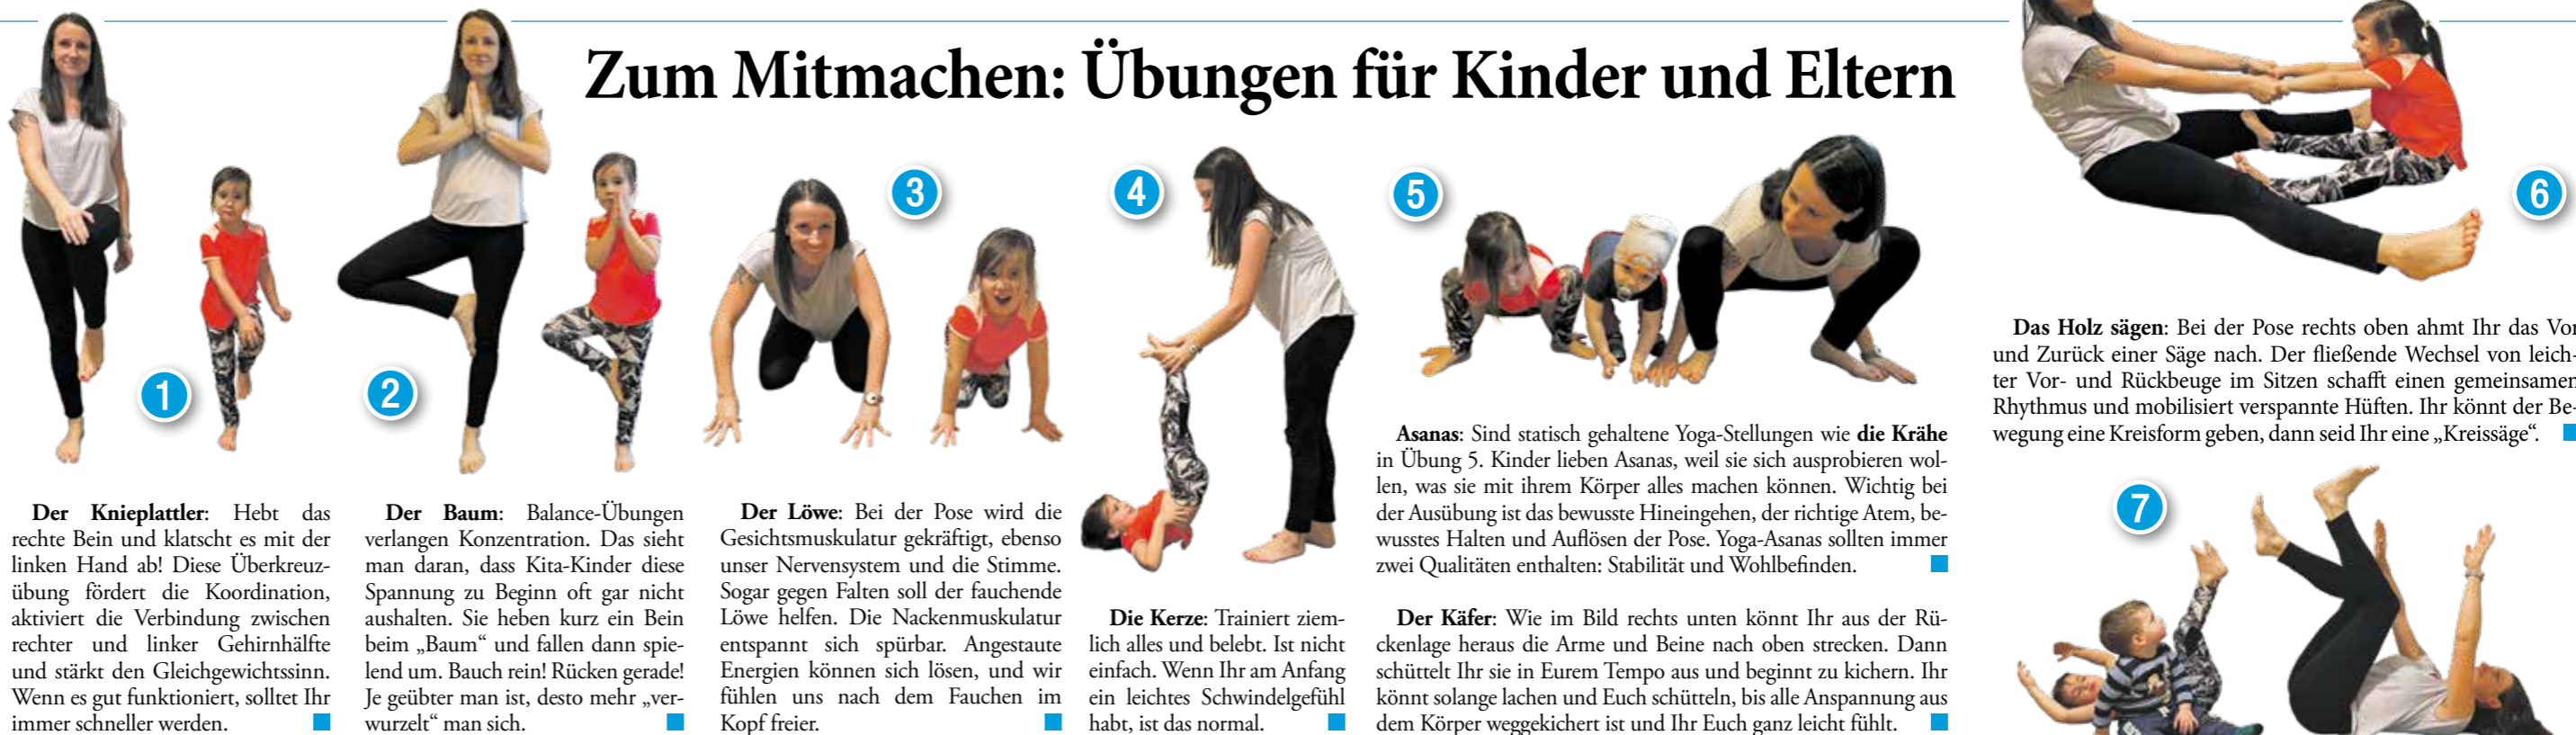 Zum Mitmachen: Übungen für Kinder und Eltern
1
2
3
4
5
6
7
Der Knieplattler: Hebt das
rechte Bein und klatscht es mit der
linken Hand ab! Diese Überkreuz-
übung fördert die Koordination,
aktiviert die Verbindung zwischen
rechter und linker Gehirnhälfte
und stärkt den Gleichgewichtssinn.
Wenn es gut funktioniert, solltet Ihr
immer schneller werden.
Der Baum: Balance-Übungen
verlangen Konzentration. Das sieht
man daran, dass Kita-Kinder diese
Spannung zu Beginn oft gar nicht
aushalten. Sie heben kurz ein Bein
beim „Baum“ und fallen dann spie-
lend um. Bauch rein! Rücken gerade!
Je geübter man ist, desto mehr „ver-
wurzelt“ man sich.
Der Löwe: Bei der Pose wird die
Gesichtsmuskulatur gekräftigt, ebenso
unser Nervensystem und die Stimme.
Sogar gegen Falten soll der fauchende
Löwe helfen. Die Nackenmuskulatur
entspannt sich spürbar. Angestaute
Energien können sich lösen, und wir
fühlen uns nach dem Fauchen im
Kopf freier.
Die Kerze: Trainiert ziem-
lich alles und belebt. Ist nicht
einfach. Wenn Ihr am Anfang
ein leichtes Schwindelgefühl
habt, ist das normal.
Asanas: Sind statisch gehaltene Yoga-Stellungen wie die Krähe
in Übung 5. Kinder lieben Asanas, weil sie sich ausprobieren wol-
len, was sie mit ihrem Körper alles machen können. Wichtig bei
der Ausübung ist das bewusste Hineingehen, der richtige Atem, be-
wusstes Halten und Auflösen der Pose. Yoga-Asanas sollten immer
zwei Qualitäten enthalten: Stabilität und Wohlbefinden.
Der Käfer: Wie im Bild rechts unten könnt Ihr aus der Rü-
ckenlage heraus die Arme und Beine nach oben strecken. Dann
schüttelt Ihr sie in Eurem Tempo aus und beginnt zu kichern. Ihr
könnt solange lachen und Euch schütteln, bis alle Anspannung aus
dem Körper weggekichert ist und Ihr Euch ganz leicht fühlt.
Das Holz sägen: Bei der Pose rechts oben ahmt Ihr das Vor
und Zurück einer Säge nach. Der fließende Wechsel von leich-
ter Vor- und Rückbeuge im Sitzen schafft einen gemeinsamen
Rhythmus und mobilisiert verspannte Hüften. Ihr könnt der Be-
wegung eine Kreisform geben, dann seid Ihr eine „Kreissäge“.